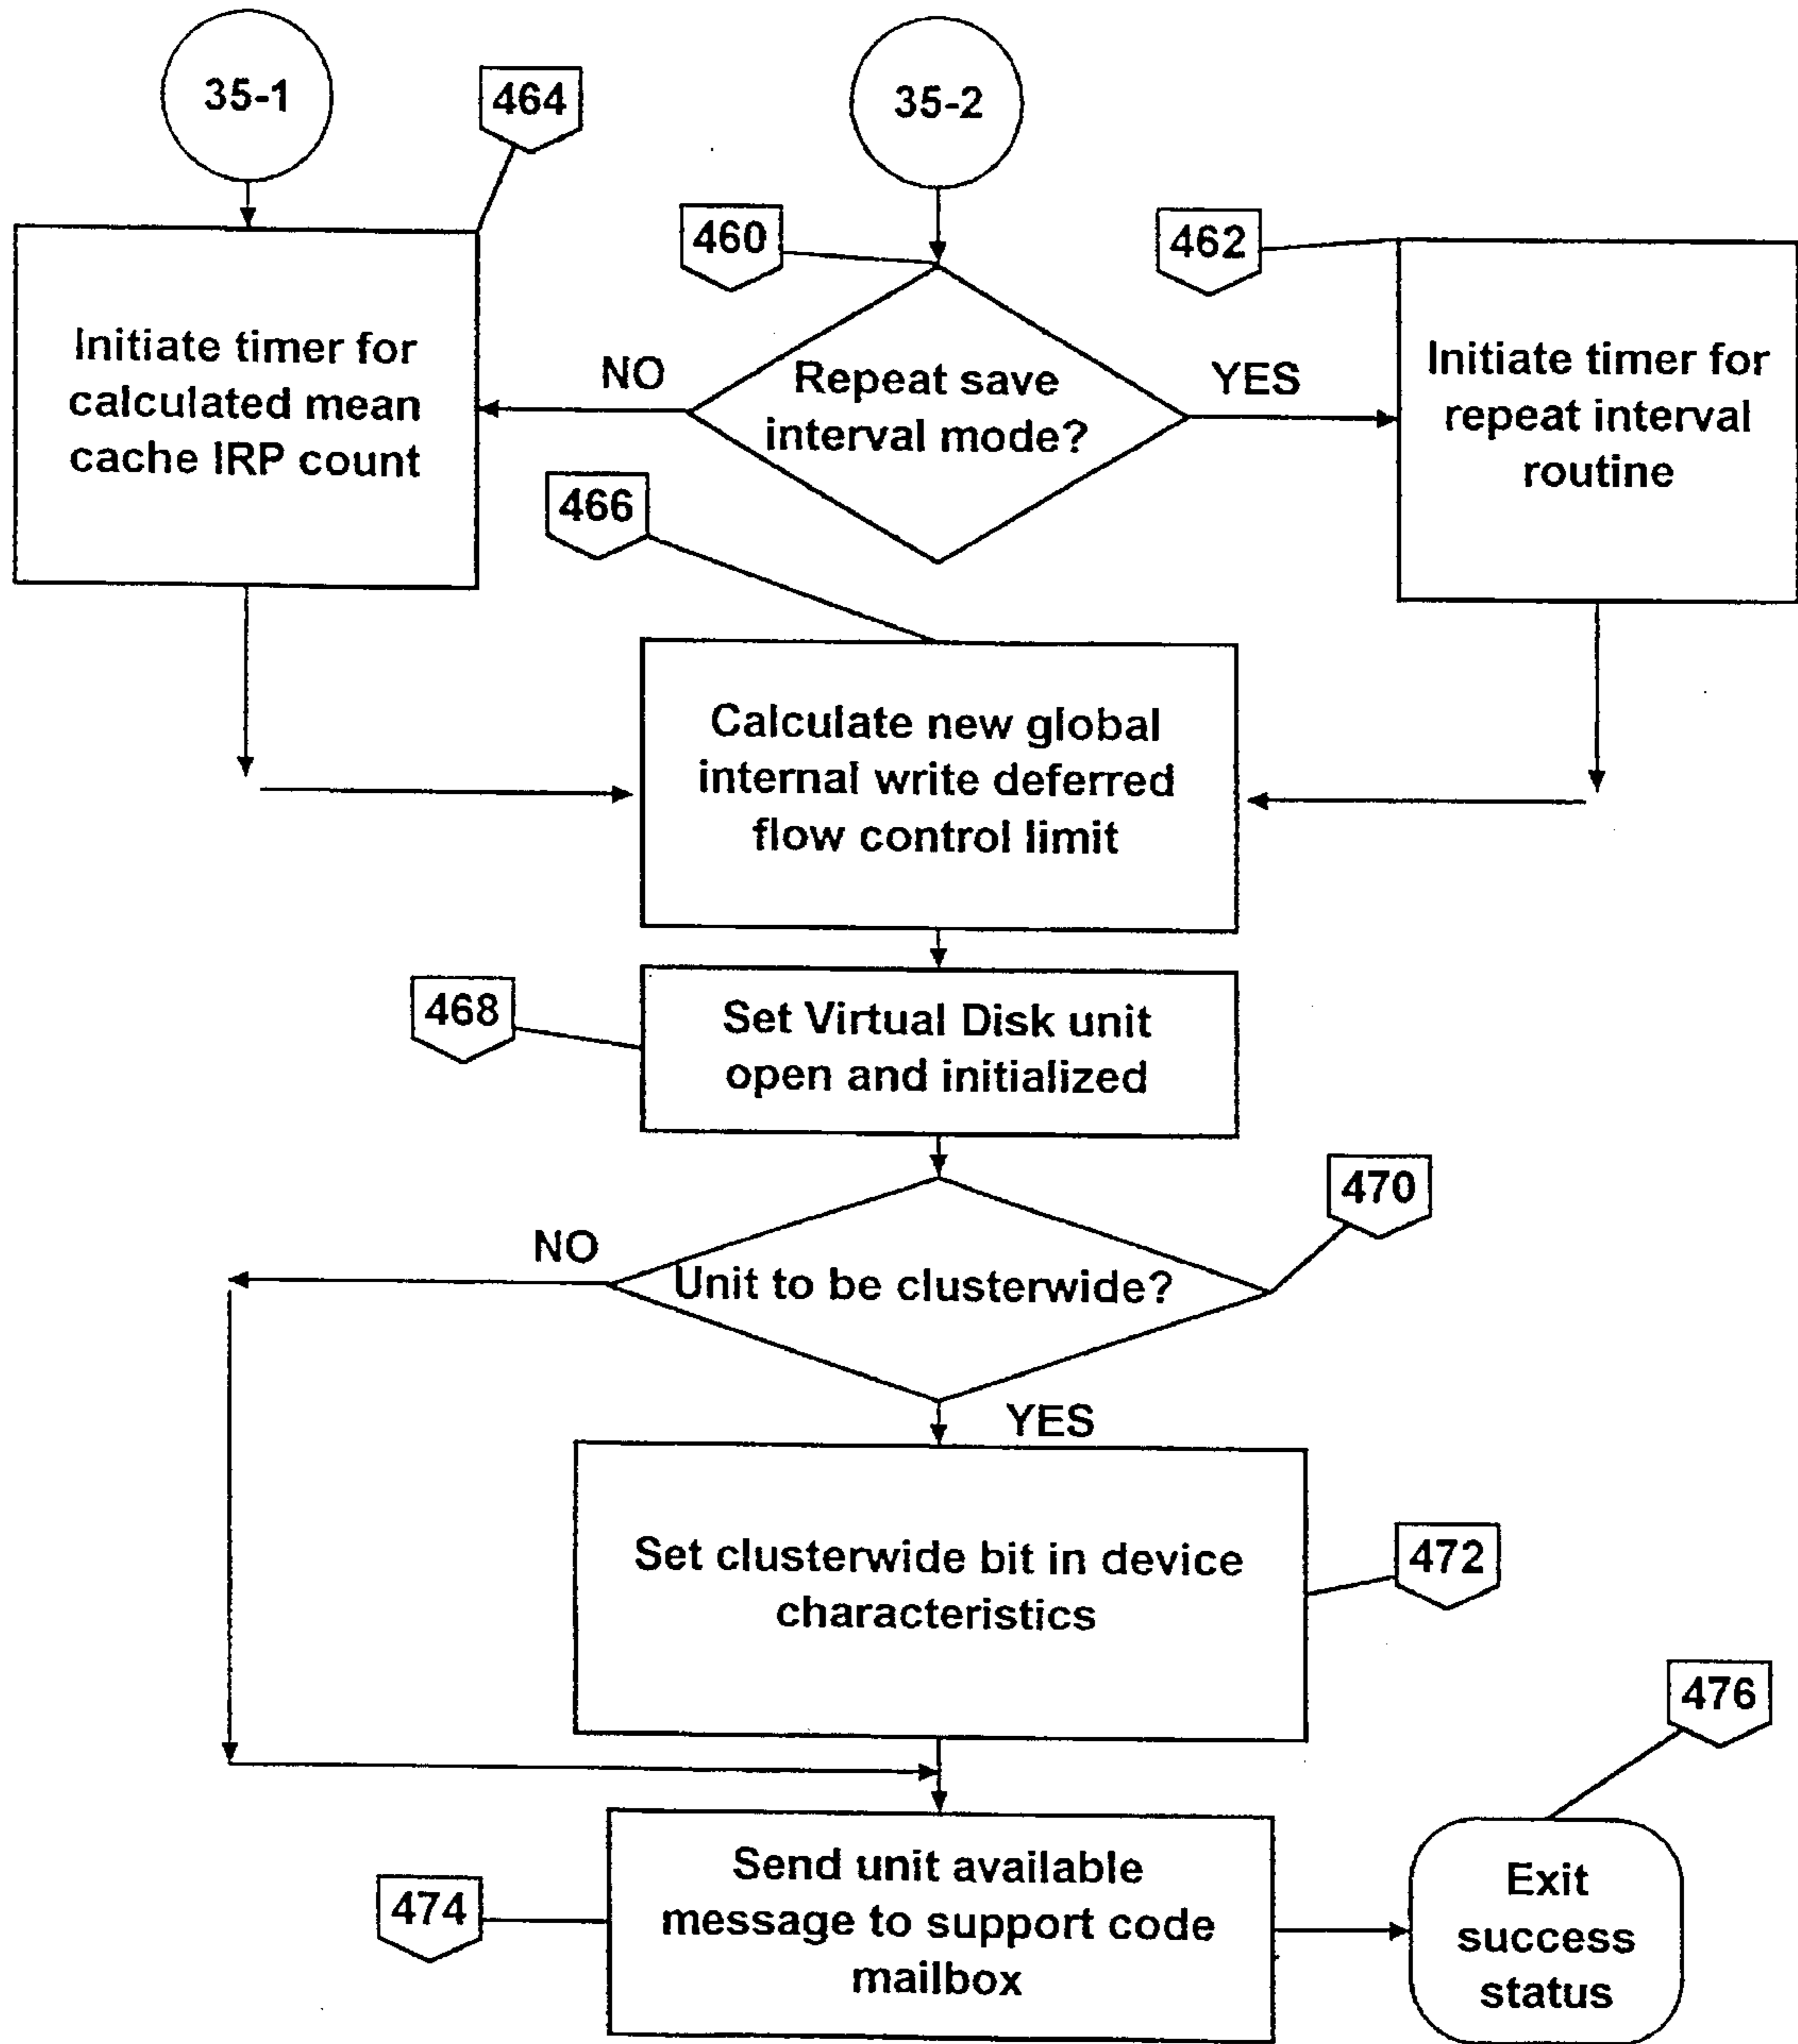 35-1
464
35-2
460
462
Initiate timer for
calculated mean
cache IRP count
NO
Repeat save
interval mode?
YES
Initiate timer for
repeat interval
routine
466
Calculate new global
internal write deferred
flow control limit
468
Set Virtual Disk unit
open and initialized
470
NO
Unit to be clusterwide?
YES
Set clusterwide bit in device
characteristics
472
476
474
Send unit available
message to support code
mailbox
Exit
success
status